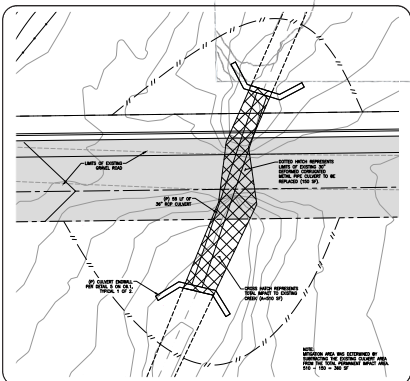 LIMITS OF EXISTING
GRAVEL ROAD
DOTTED HATCH REPRESENTS
LIMITS OF EXISTING 30"
DEFORMED CORRUGATED
METAL PIPE CULVERT TO BE
REPLACED (150 SF).
(P) 58 LF OF
36" RCP CULVERT
(P) CULVERT ENDWALL
PER DETAIL 5 ON C8.1,
TYPICAL 1 OF 2.
CROSS HATCH REPRESENTS
TOTAL IMPACT TO EXISTING
CREEK (A=510 SF)
NOTE:
MITIGATION AREA WAS DETERMINED BY
SUBTRACTING THE EXISTING CULVERT AREA
FROM THE TOTAL PERMANENT IMPACT AREA.
510 - 150 = 360 SF